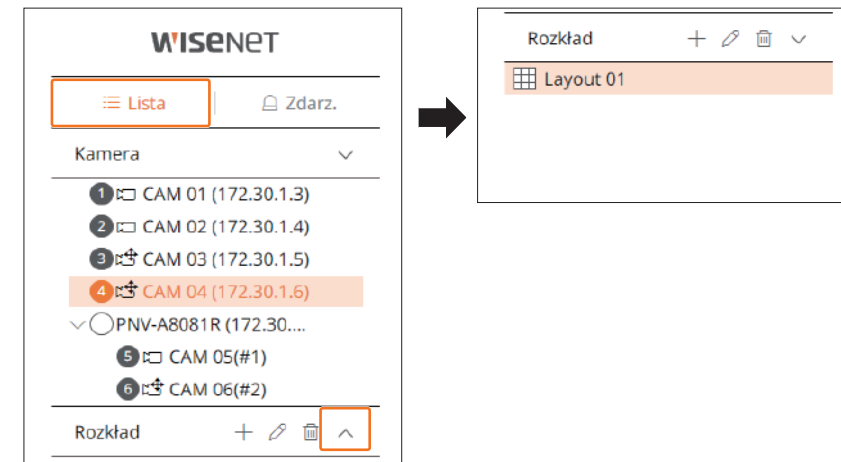 WISENET
Lista
Zdarz.
Kamera
1 CAM 01 (172.30.1.3)
2 CAM 02 (172.30.1.4)
3 CAM 03 (172.30.1.5)
4 CAM 04 (172.30.1.6)
PNV-A8081R (172.30....
5 CAM 05(#1)
6 CAM 06(#2)
Rozkład
Rozkład
Layout 01